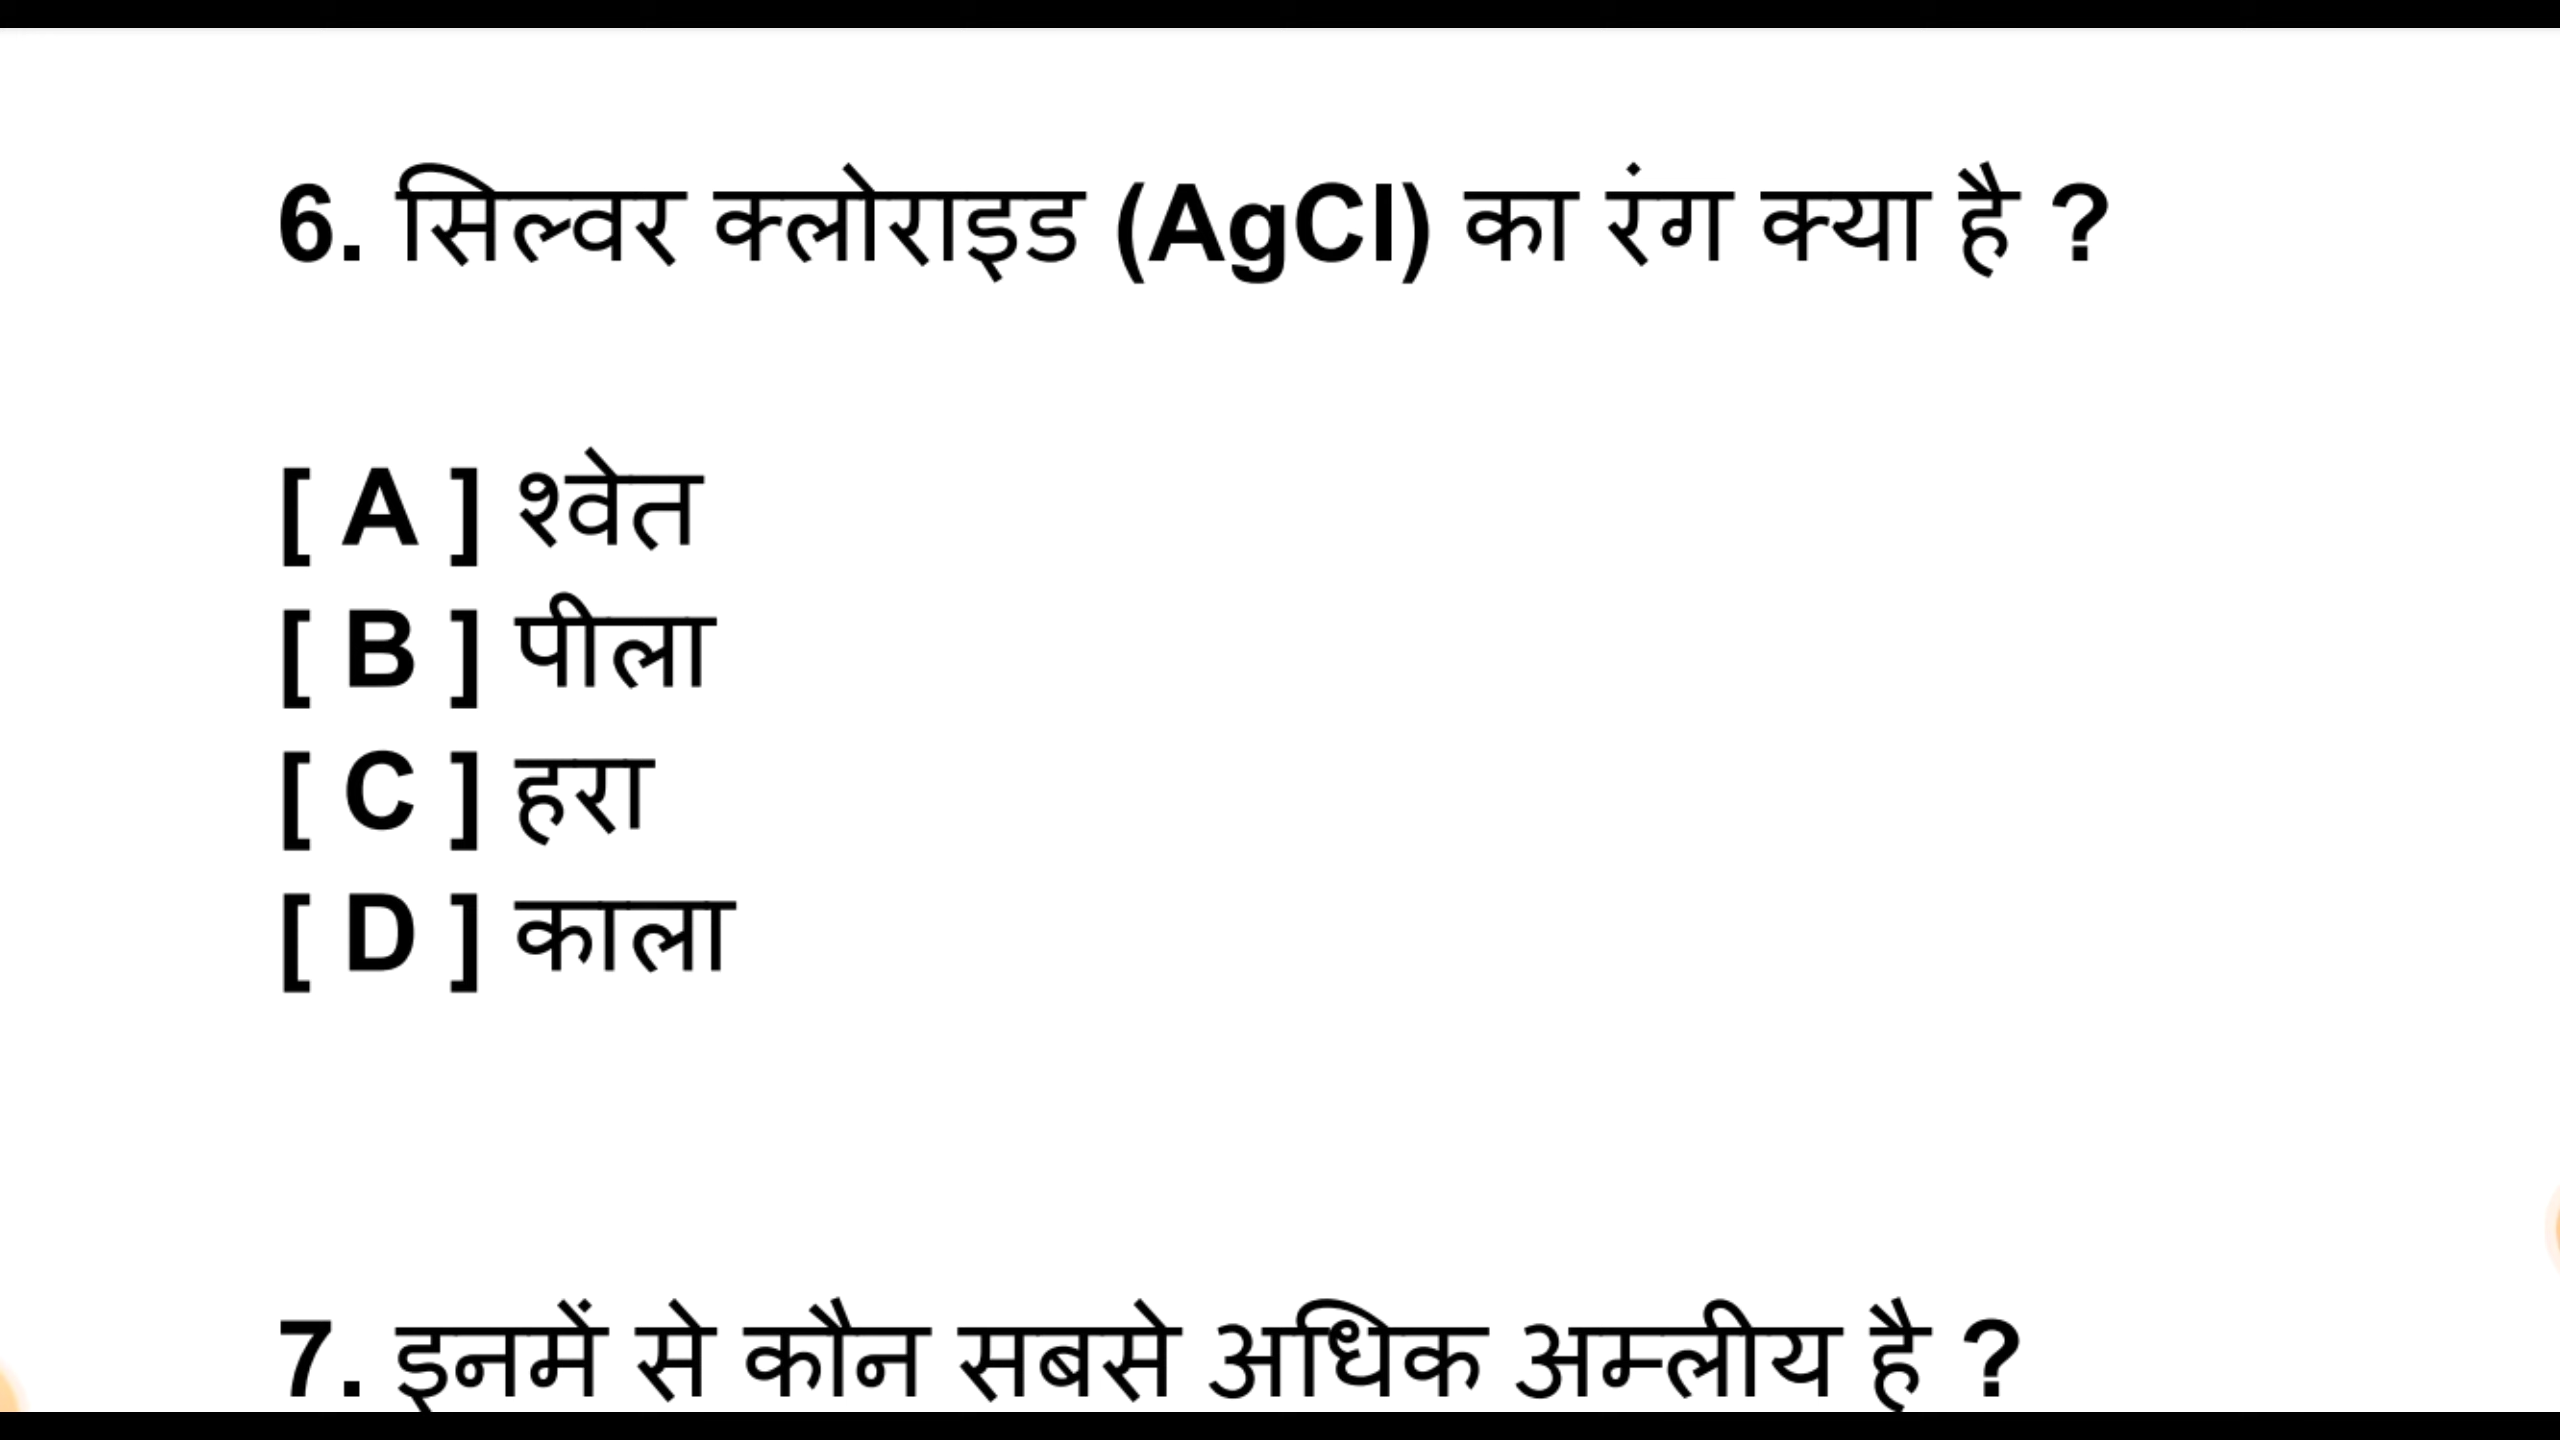 6. सिल्वर क्लोराइड (AgCl) का रंग क्या है ?
[ A ] श्वेत
[ B ] पीला
[ C ] हरा
[ D ] काला
7. इनमें से कौन सबसे अधिक अम्लीय है ?